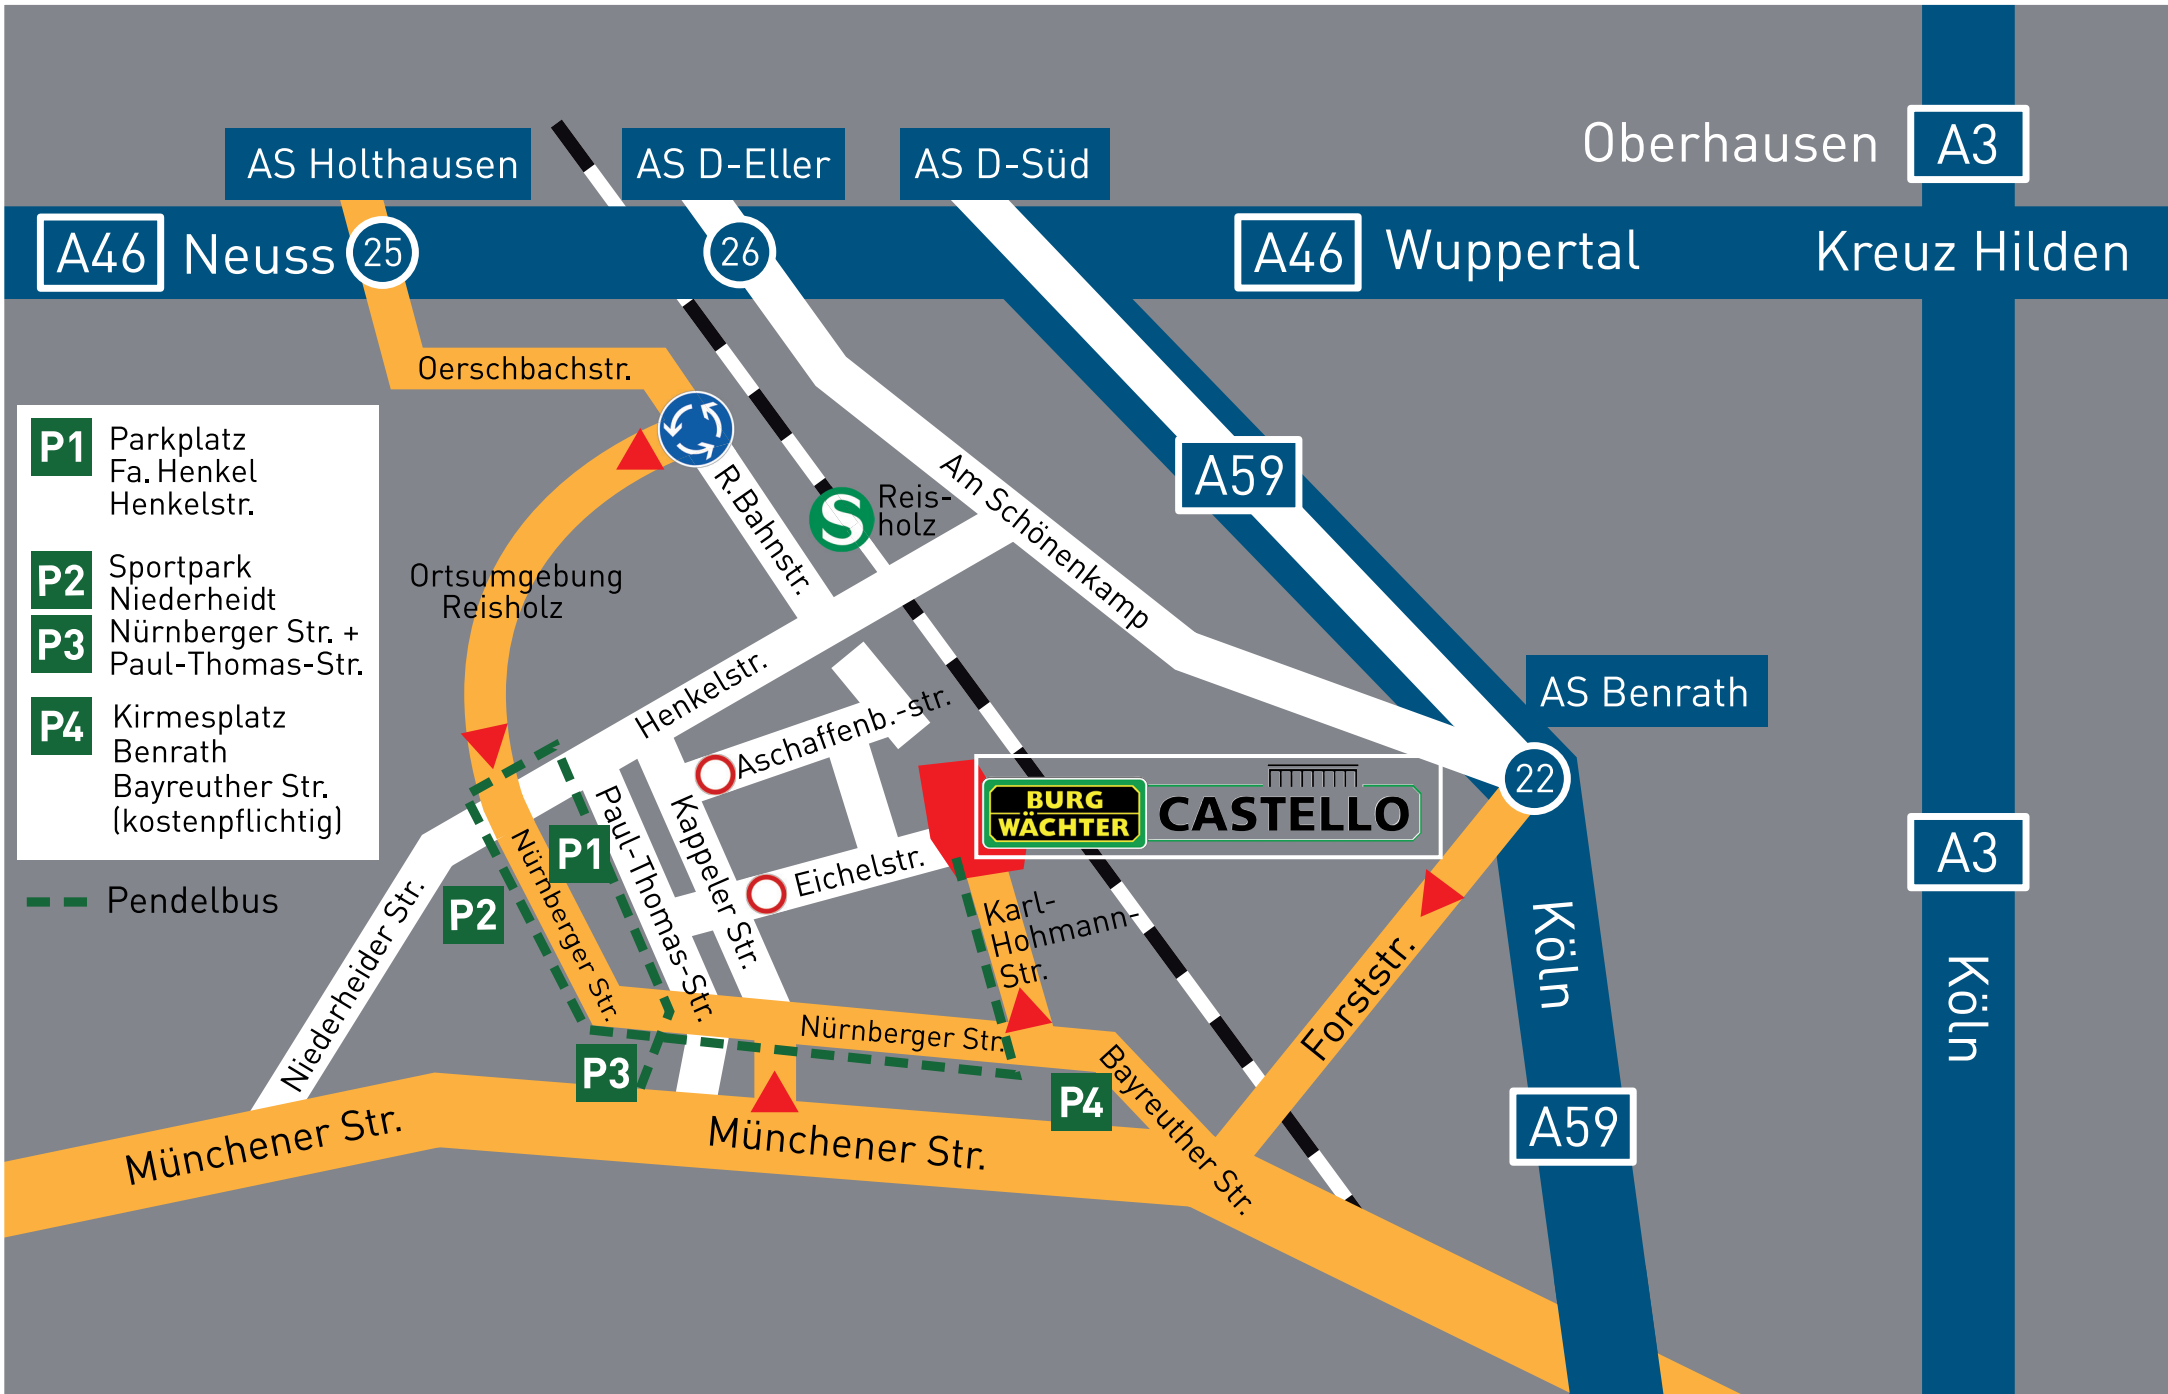 AS Holthausen
AS D-Eller
AS D-Süd
Oberhausen
A3
A46
Neuss
25
26
A46
Wuppertal
Kreuz Hilden
Oerschbachstr.
P1
Parkplatz
Fa. Henkel
Henkelstr.
P2
Sportpark
Niederheidt
P3
Nürnberger Str. +
Paul-Thomas-Str.
P4
Kirmesplatz
Benrath
Bayreuther Str.
(kostenpflichtig)
Pendelbus
R.Bahnstr.
S
Reis-
holz
Am Schönenkamp
A59
Ortsumgebung
Reisholz
Henkelstr.
AS Benrath
22
Aschaffenb.-str.
BURG
WÄCHTER
CASTELLO
Kappeler Str.
Paul-Thomas-Str.
P1
Nürnberger Str.
P2
Eichelstr.
Karl-
Hohmann-
Str.
Niederheider Str.
Nürnberger Str.
P3
P4
Forststr.
Köln
A3
Köln
A59
Bayreuther Str.
Münchener Str.
Münchener Str.